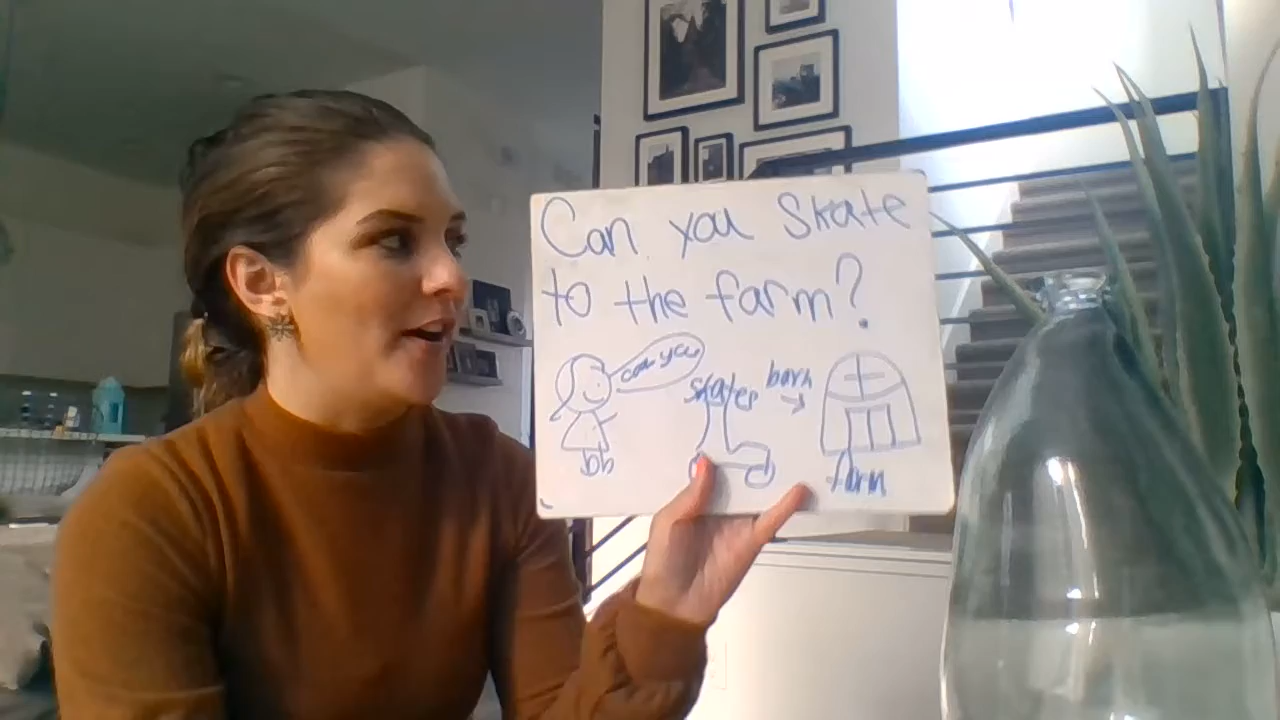 Can you skate
to the farm?
can you
skates
barn
farm